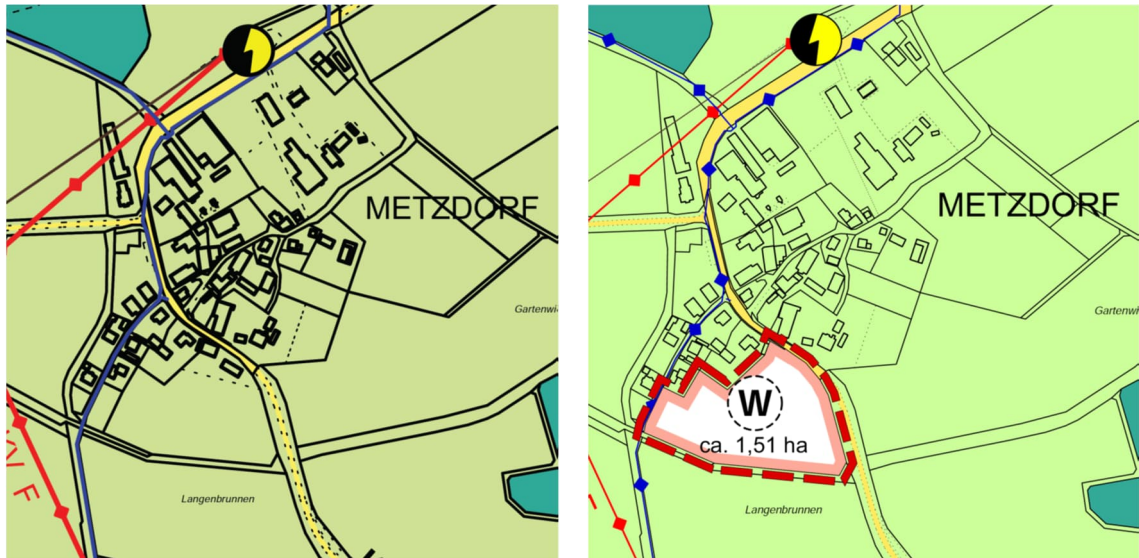 METZDORF
Gartenwi
Langenbrunnen
METZDORF
Gartenwi
W
ca. 1,51 ha
Langenbrunnen